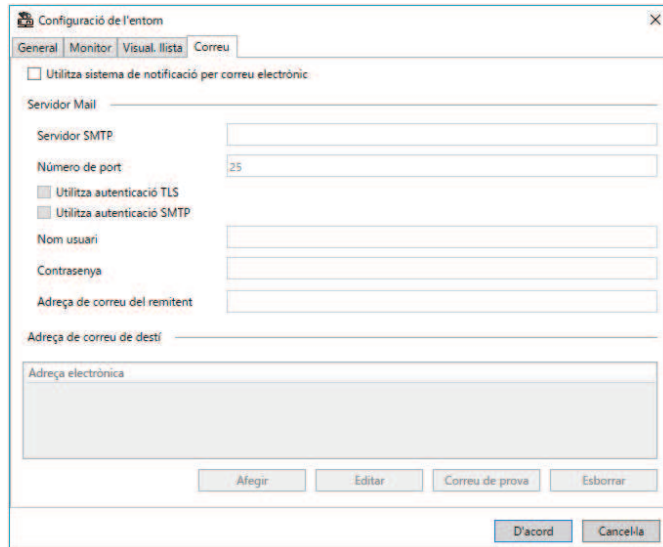 Configuració de l'entorn
General Monitor Visual. llista Correu
Utilitza sistema de notificació per correu electrònic
Servidor Mail
Servidor SMTP
Número de port 25
Utilitza autenticació TLS
Utilitza autenticació SMTP
Nom usuari
Contrasenya
Adreça de correu del remitent
Adreça de correu de destí
Adreça electrònica
Afegir Editar Correu de prova Esborrar
D'acord Cancel·la